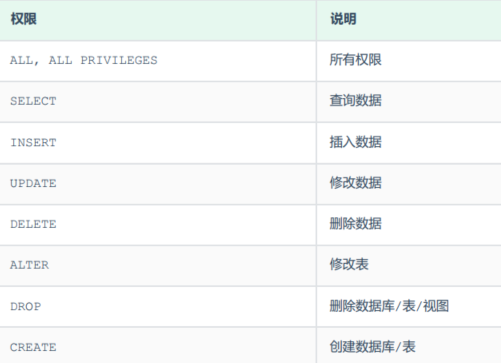 权限 说明
ALL, ALL PRIVILEGES 所有权限
SELECT 查询数据
INSERT 插入数据
UPDATE 修改数据
DELETE 删除数据
ALTER 修改表
DROP 删除数据库/表/视图
CREATE 创建数据库/表